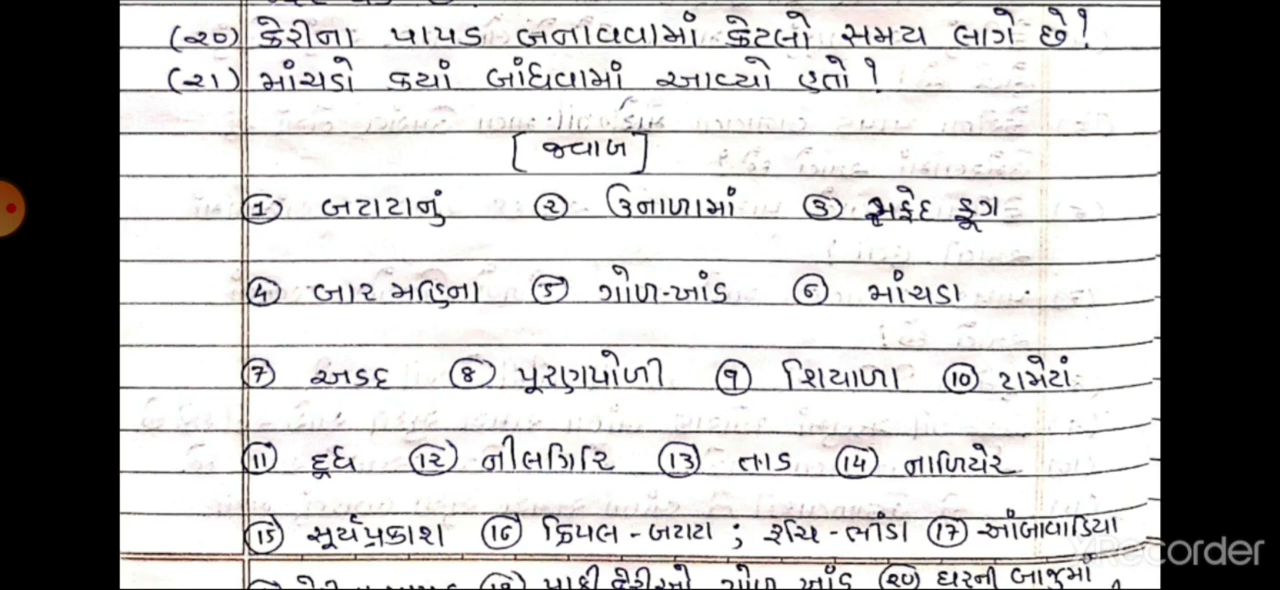 (૨૦) કેરીના પાપડ બનાવવામાં કેટલો સમય લાગે છે?
(૨૧) માંચડો કયાં બાંધવામાં આવ્યો હતો?
[જવાબ]
① બટાટાનું ② ઉનાળામાં ③ સફેદ ફૂગ
④ બાર મહિના ⑤ ગોળ-ખાંડ ⑥ માંચડા
⑦ અડદ ⑧ પૂરણપોળી ⑨ શિયાળા ⑩ ટામેટાં
⑪ દૂધ ⑫ નીલગિરિ ⑬ તાડ ⑭ નાળિયેર
⑮ સૂર્યપ્રકાશ ⑯ ક્રિપલ - બટાટા ; રૂચિ - ભીંડા ⑰ આંબાવાડિયા
ગોળ ખાંડ ⑳ ઘરની બાજુમાં
XRecorder